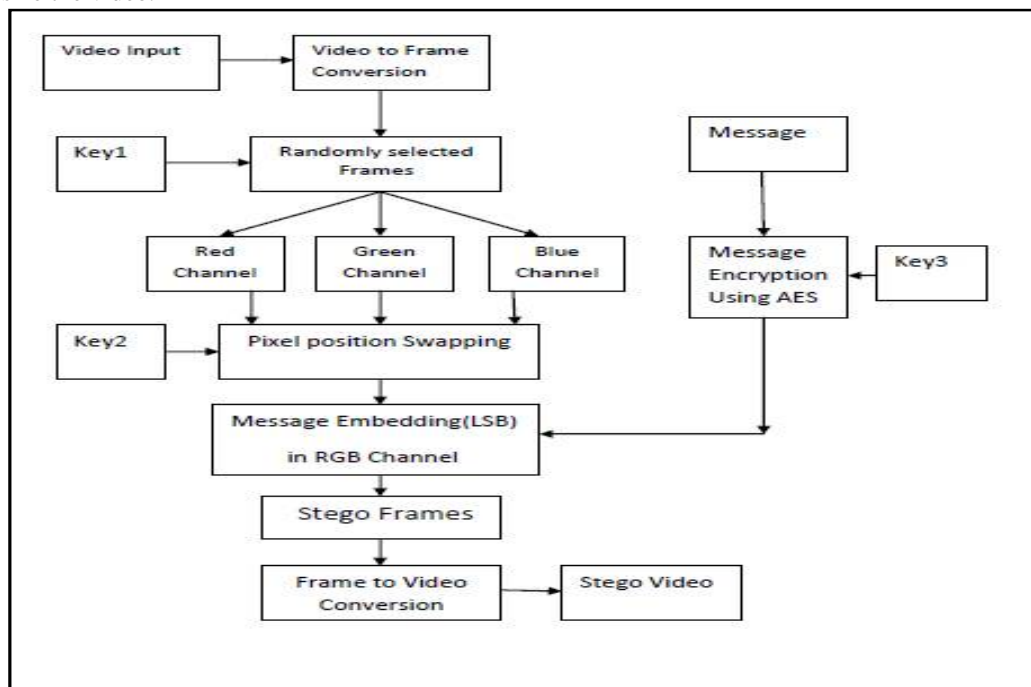 Video Input
Video to Frame
Conversion
Key1
Randomly selected
Frames
Message
Red
Channel
Green
Channel
Blue
Channel
Message
Encryption
Using AES
Key3
Key2
Pixel position Swapping
Message Embedding(LSB)
in RGB Channel
Stego Frames
Frame to Video
Conversion
Stego Video